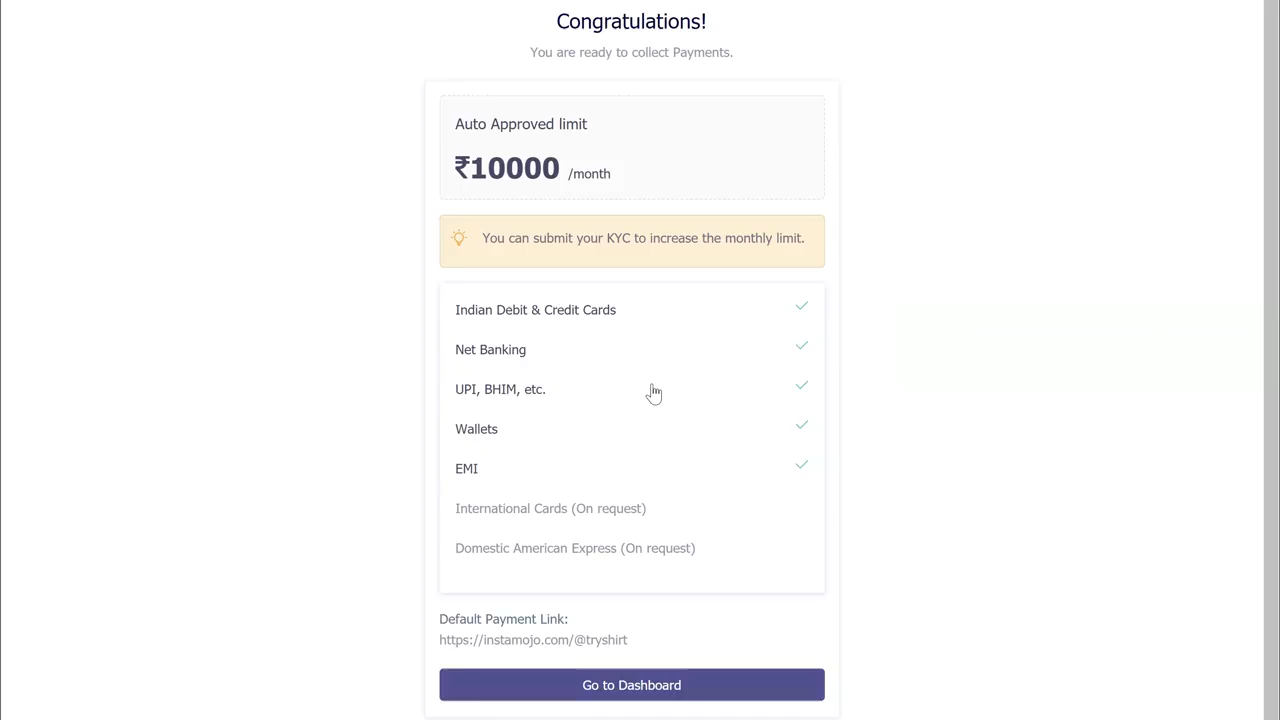 Congratulations!
You are ready to collect Payments.
Auto Approved limit
₹10000 /month
You can submit your KYC to increase the monthly limit.
Indian Debit & Credit Cards
Net Banking
UPI, BHIM, etc.
Wallets
EMI
International Cards (On request)
Domestic American Express (On request)
Default Payment Link:
https://instamojo.com/@tryshirt
Go to Dashboard